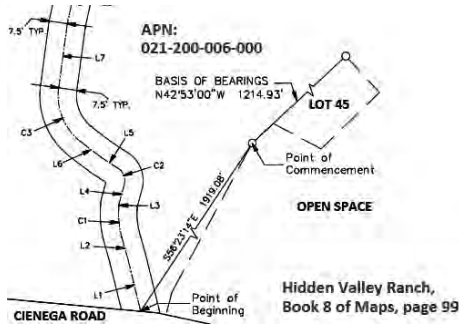 APN:
021-200-006-000
7.5' TYP.
L7
BASIS OF BEARINGS
N42°53'00"W 1214.93'
LOT 45
7.5' TYP.
C3
L5
Point of
Commencement
L6
C2
L4
L3
OPEN SPACE
C1
S56°23'14"E 1919.08'
L2
L1
Point of
Beginning
Hidden Valley Ranch,
Book 8 of Maps, page 99
CIENEGA ROAD